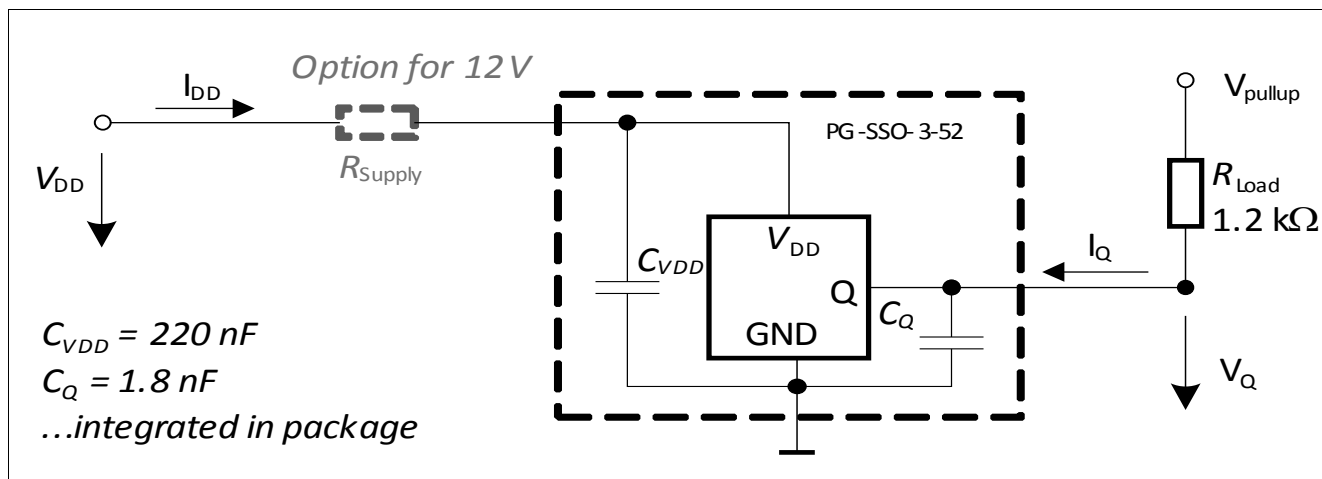 Option for 12 V
I_DD
V_pullup
PG-SSO-3-52
R_Supply
V_DD
R_Load
1.2 kΩ
V_DD
C_VDD
I_Q
Q
C_Q
GND
C_VDD = 220 nF
C_Q = 1.8 nF
...integrated in package
V_Q